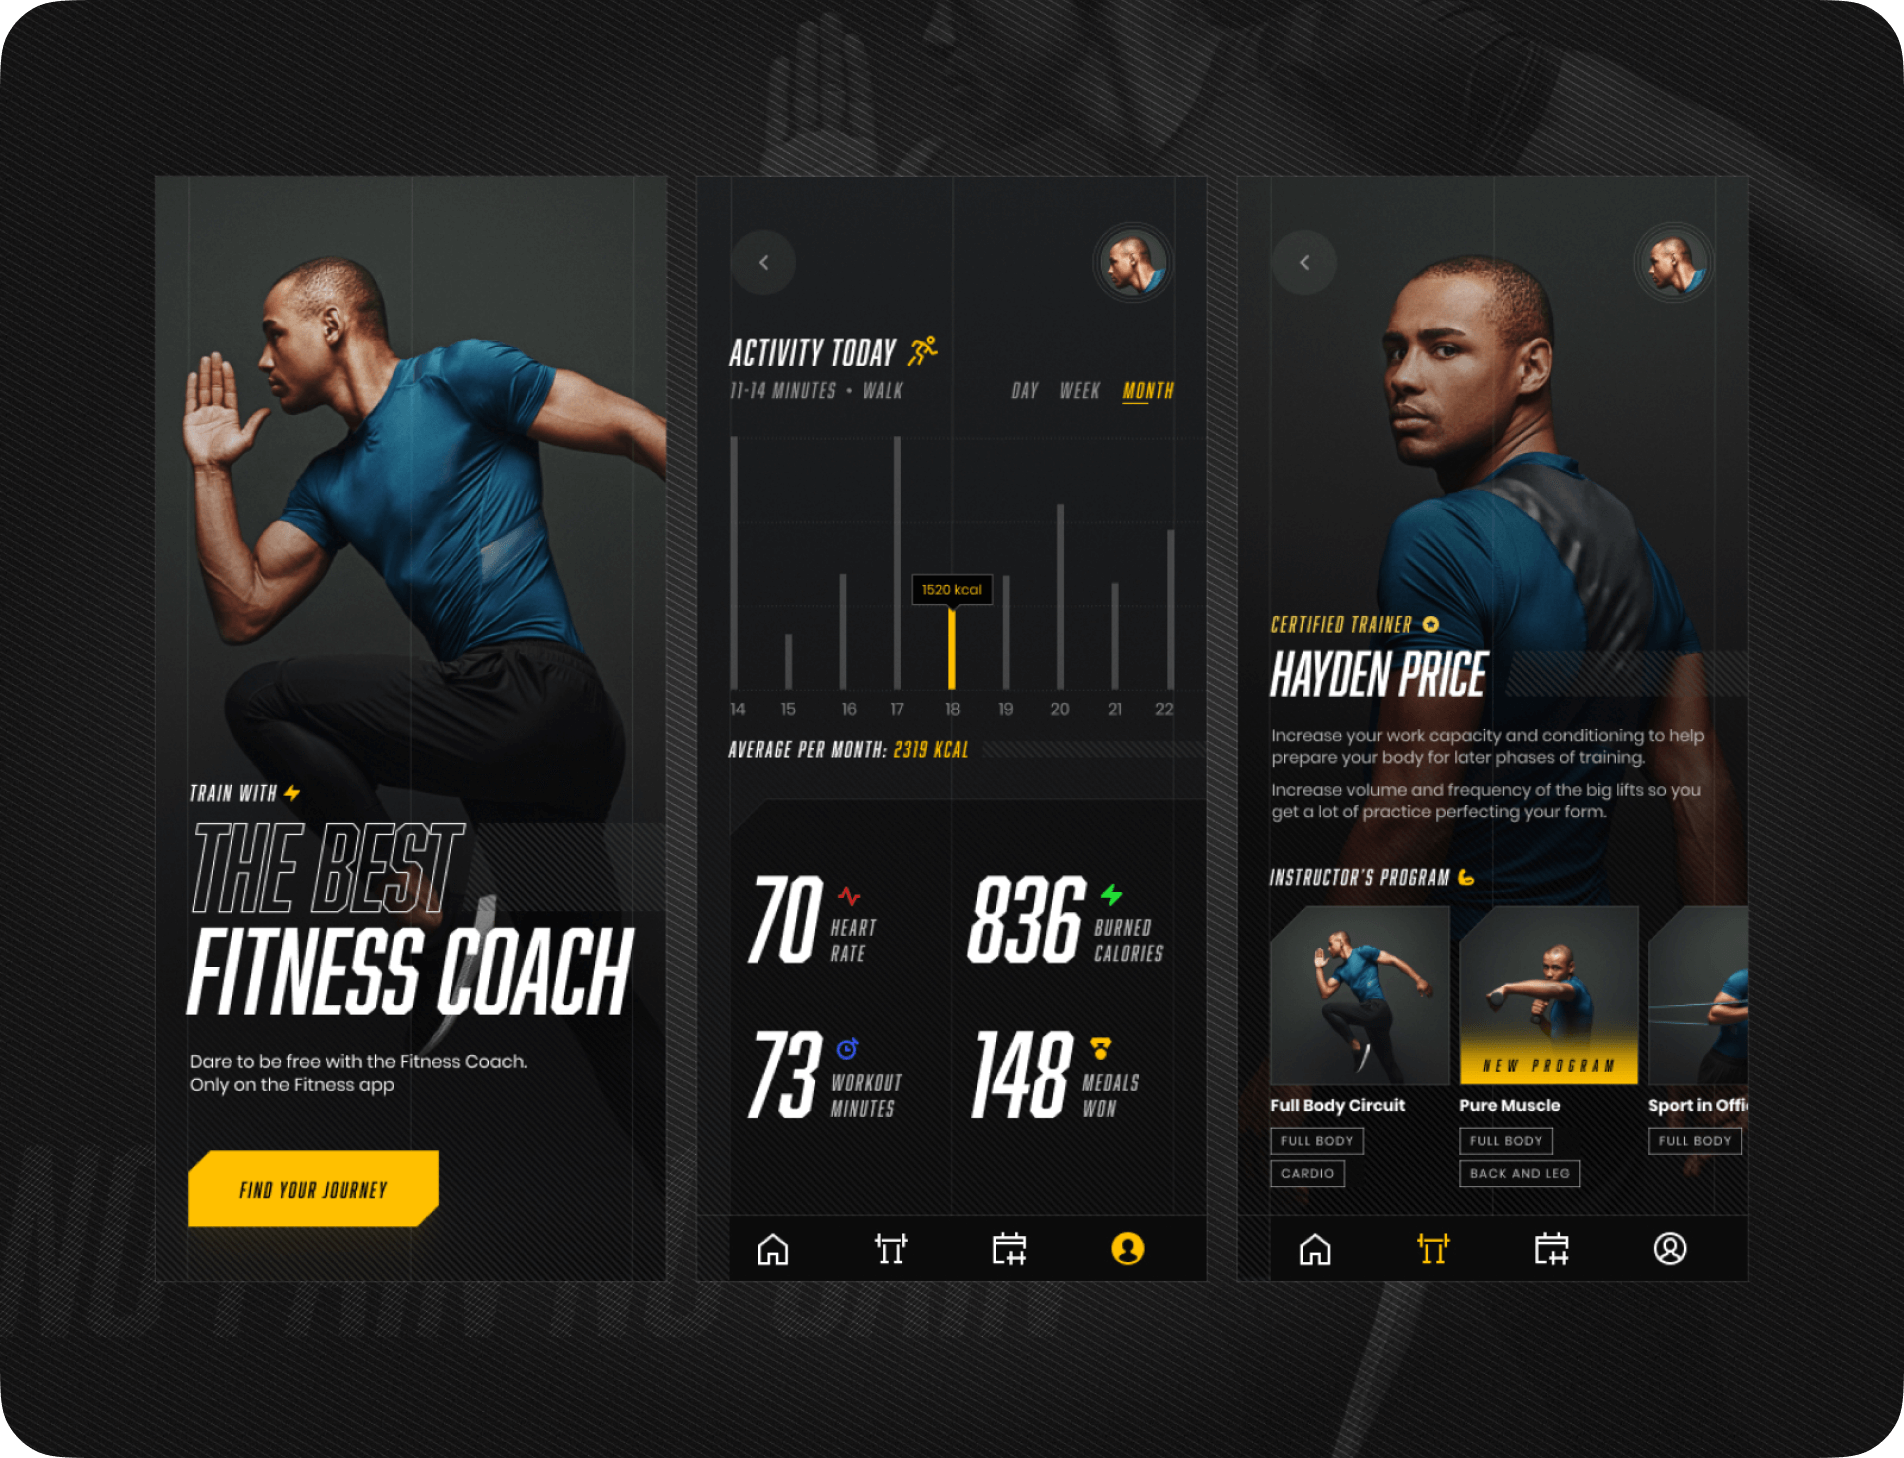 TRAIN WITH
THE BEST
FITNESS COACH
Dare to be free with the Fitness Coach.
Only on the Fitness app
FIND YOUR JOURNEY
ACTIVITY TODAY
11-14 MINUTES • WALK
DAY WEEK MONTH
1520 kcal
14 15 16 17 18 19 20 21 22
AVERAGE PER MONTH: 2319 KCAL
70 HEART
RATE
836 BURNED
CALORIES
73 WORKOUT
MINUTES
148 MEDALS
WON
CERTIFIED TRAINER
HAYDEN PRICE
Increase your work capacity and conditioning to help
prepare your body for later phases of training.
Increase volume and frequency of the big lifts so you
get a lot of practice perfecting your form.
INSTRUCTOR'S PROGRAM
NEW PROGRAM
Full Body Circuit
FULL BODY
CARDIO
Pure Muscle
FULL BODY
BACK AND LEG
Sport in Offi
FULL BODY
NO PAIN NO GAIN